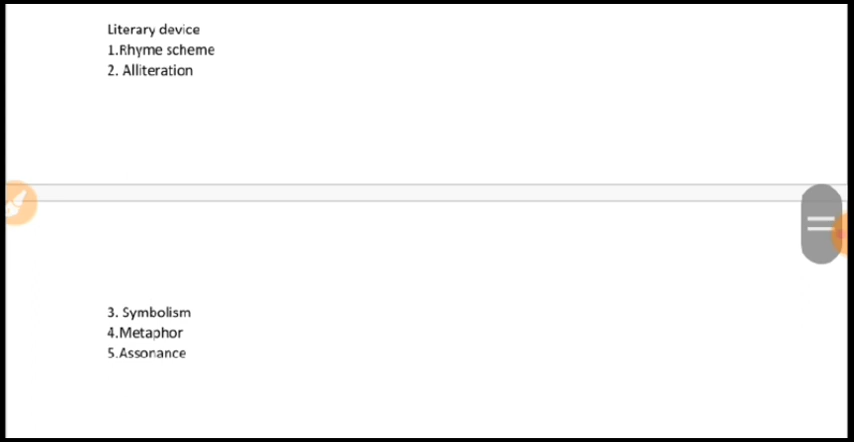 Literary device
1.Rhyme scheme
2. Alliteration
3. Symbolism
4.Metaphor
5.Assonance